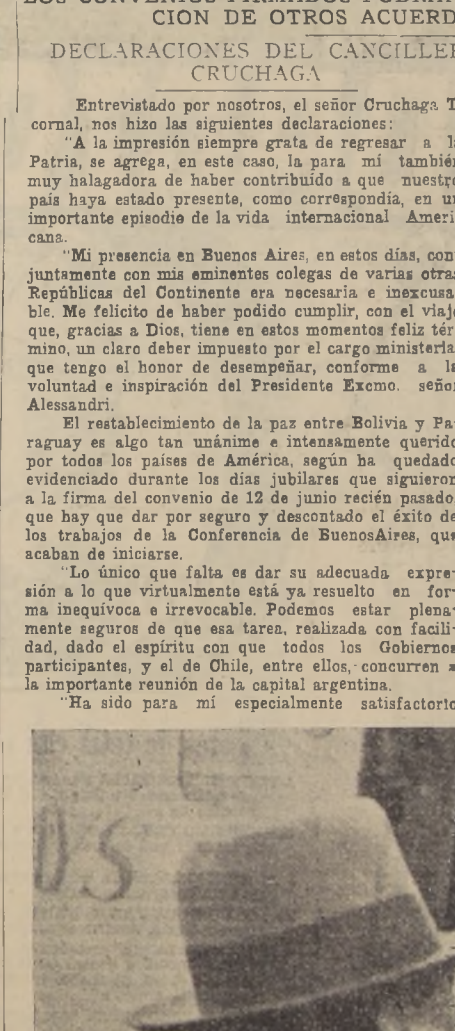 LOS CONVENIOS FIRMADOS
CION DE OTROS ACUERD
DECLARACIONES DEL CANCILLER
CRUCHAGA
Entrevistado por nosotros, el señor Cruchaga T
cornal, nos hizo las siguientes declaraciones:
"A la impresión siempre grata de regresar a la
Patria, se agrega, en este caso, la para mí también
muy halagadora de haber contribuído a que nuestro
país haya estado presente, como correspondía, en un
importante episodio de la vida internacional Ameri
cana.
"Mi presencia en Buenos Aires, en estos días, con
juntamente con mis eminentes colegas de varias otras
Repúblicas del Continente era necesaria e inexcusa
ble. Me felicito de haber podido cumplir, con el viaje
que, gracias a Dios, tiene en estos momentos feliz tér
mino, un claro deber impuesto por el cargo ministerial
que tengo el honor de desempeñar, conforme a la
voluntad e inspiración del Presidente Excmo. señor
Alessandri.
El restablecimiento de la paz entre Bolivia y Pa-
raguay es algo tan unánime e intensamente querido
por todos los países de América, según ha quedado
evidenciado durante los días jubilares que siguieron
a la firma del convenio de 12 de junio recién pasado,
que hay que dar por seguro y descontado el éxito de
los trabajos de la Conferencia de BuenosAires, que
acaban de iniciarse.
"Lo único que falta es dar su adecuada expre-
sión a lo que virtualmente está ya resuelto en for-
ma inequívoca e irrevocable. Podemos estar plena-
mente seguros de que esa tarea, realizada con facili-
dad, dado el espíritu con que todos los Gobiernos
participantes, y el de Chile, entre ellos, concurren a
la importante reunión de la capital argentina.
"Ha sido para mí especialmente satisfactorio
OS